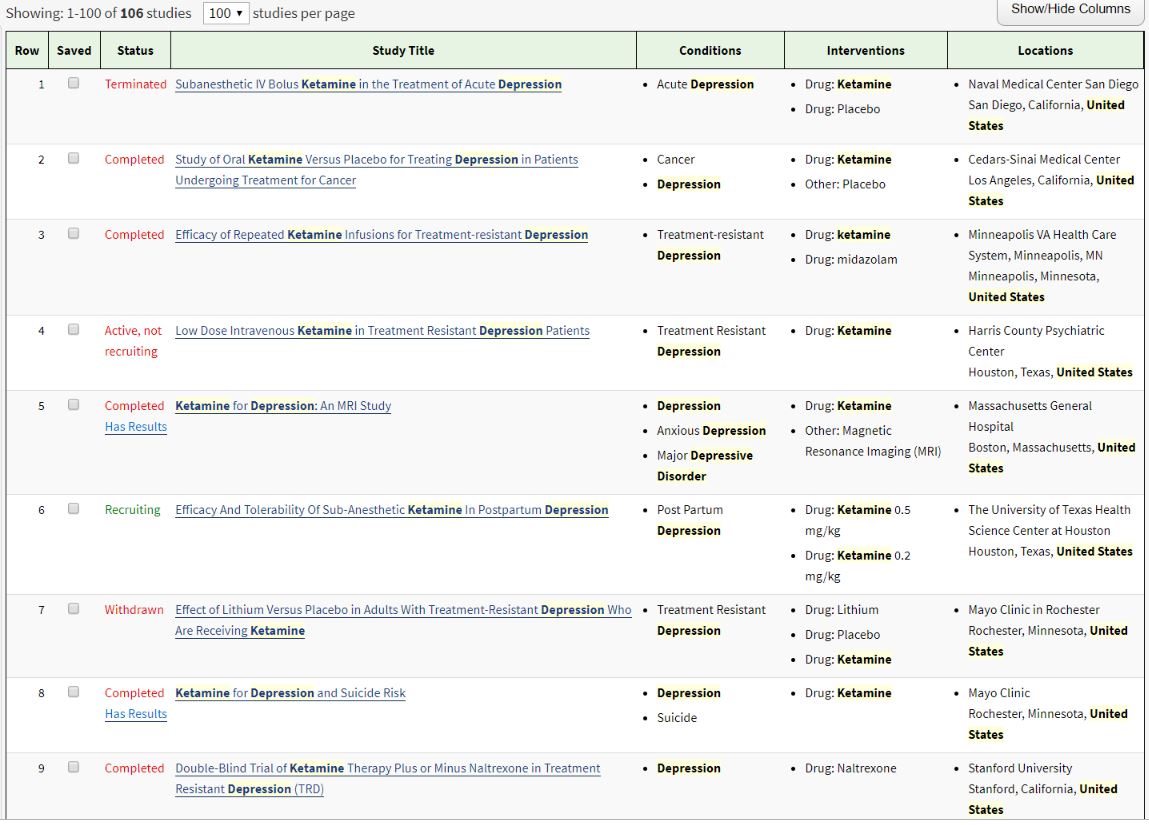 Showing: 1-100 of 106 studies 100 ▼ studies per page Show/Hide Columns
Row Saved Status Study Title Conditions Interventions Locations
1 Terminated Subanesthetic IV Bolus Ketamine in the Treatment of Acute Depression • Acute Depression • Drug: Ketamine • Naval Medical Center San Diego
• Drug: Placebo San Diego, California, United
States
2 Completed Study of Oral Ketamine Versus Placebo for Treating Depression in Patients • Cancer • Drug: Ketamine • Cedars-Sinai Medical Center
Undergoing Treatment for Cancer • Depression • Other: Placebo Los Angeles, California, United
States
3 Completed Efficacy of Repeated Ketamine Infusions for Treatment-resistant Depression • Treatment-resistant • Drug: ketamine • Minneapolis VA Health Care
Depression • Drug: midazolam System, Minneapolis, MN
Minneapolis, Minnesota,
United States
4 Active, not Low Dose Intravenous Ketamine in Treatment Resistant Depression Patients • Treatment Resistant • Drug: Ketamine • Harris County Psychiatric
recruiting Depression Center
Houston, Texas, United States
5 Completed Ketamine for Depression: An MRI Study • Depression • Drug: Ketamine • Massachusetts General
Has Results • Anxious Depression • Other: Magnetic Hospital
• Major Depressive Resonance Imaging (MRI) Boston, Massachusetts, United
Disorder States
6 Recruiting Efficacy And Tolerability Of Sub-Anesthetic Ketamine In Postpartum Depression • Post Partum • Drug: Ketamine 0.5 • The University of Texas Health
Depression mg/kg Science Center at Houston
• Drug: Ketamine 0.2 Houston, Texas, United States
mg/kg
7 Withdrawn Effect of Lithium Versus Placebo in Adults With Treatment-Resistant Depression Who • Treatment Resistant • Drug: Lithium • Mayo Clinic in Rochester
Are Receiving Ketamine Depression • Drug: Placebo Rochester, Minnesota, United
• Drug: Ketamine States
8 Completed Ketamine for Depression and Suicide Risk • Depression • Drug: Ketamine • Mayo Clinic
Has Results • Suicide Rochester, Minnesota, United
States
9 Completed Double-Blind Trial of Ketamine Therapy Plus or Minus Naltrexone in Treatment • Depression • Drug: Naltrexone • Stanford University
Resistant Depression (TRD) Stanford, California, United
States